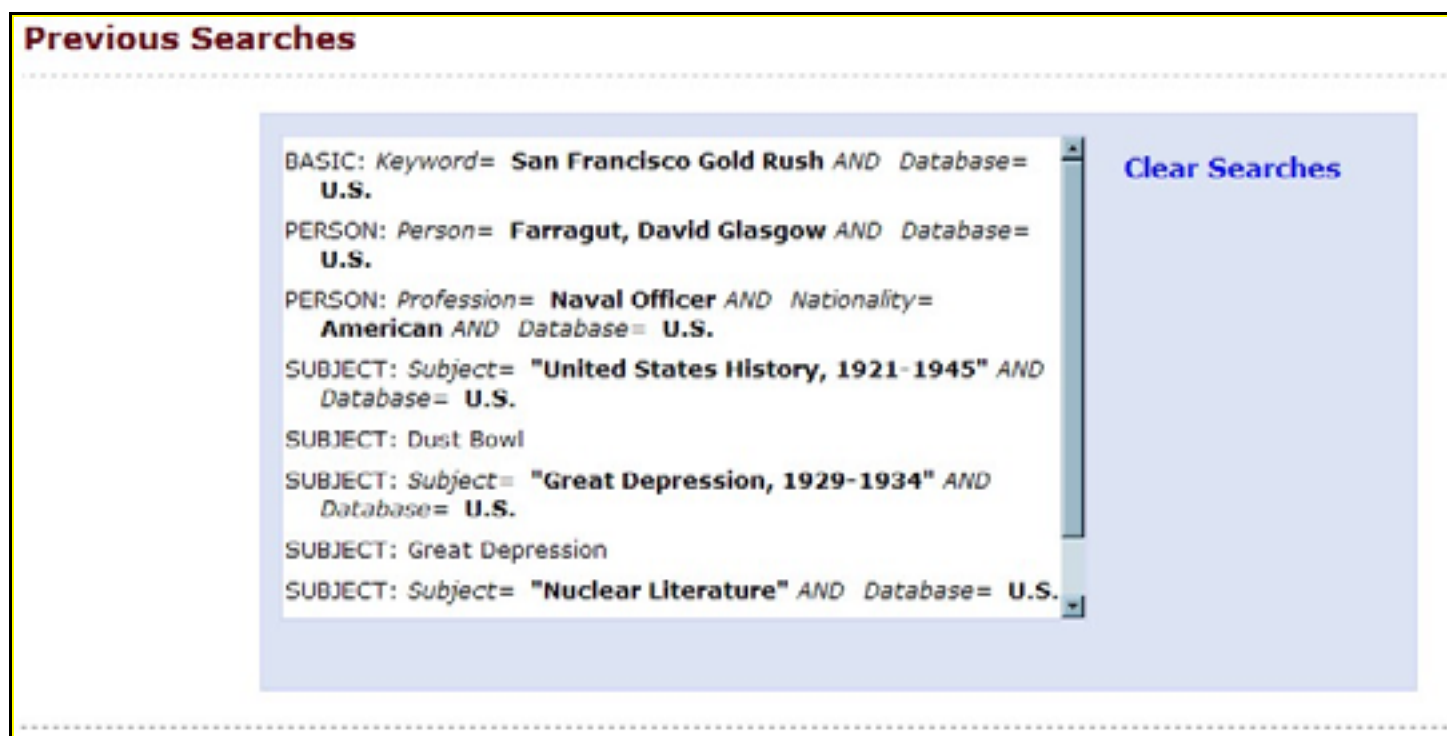 Previous Searches
BASIC: Keyword= San Francisco Gold Rush AND Database=
U.S.
Clear Searches
PERSON: Person= Farragut, David Glasgow AND Database=
U.S.
PERSON: Profession= Naval Officer AND Nationality=
American AND Database= U.S.
SUBJECT: Subject= "United States History, 1921-1945" AND
Database= U.S.
SUBJECT: Dust Bowl
SUBJECT: Subject= "Great Depression, 1929-1934" AND
Database= U.S.
SUBJECT: Great Depression
SUBJECT: Subject= "Nuclear Literature" AND Database= U.S.